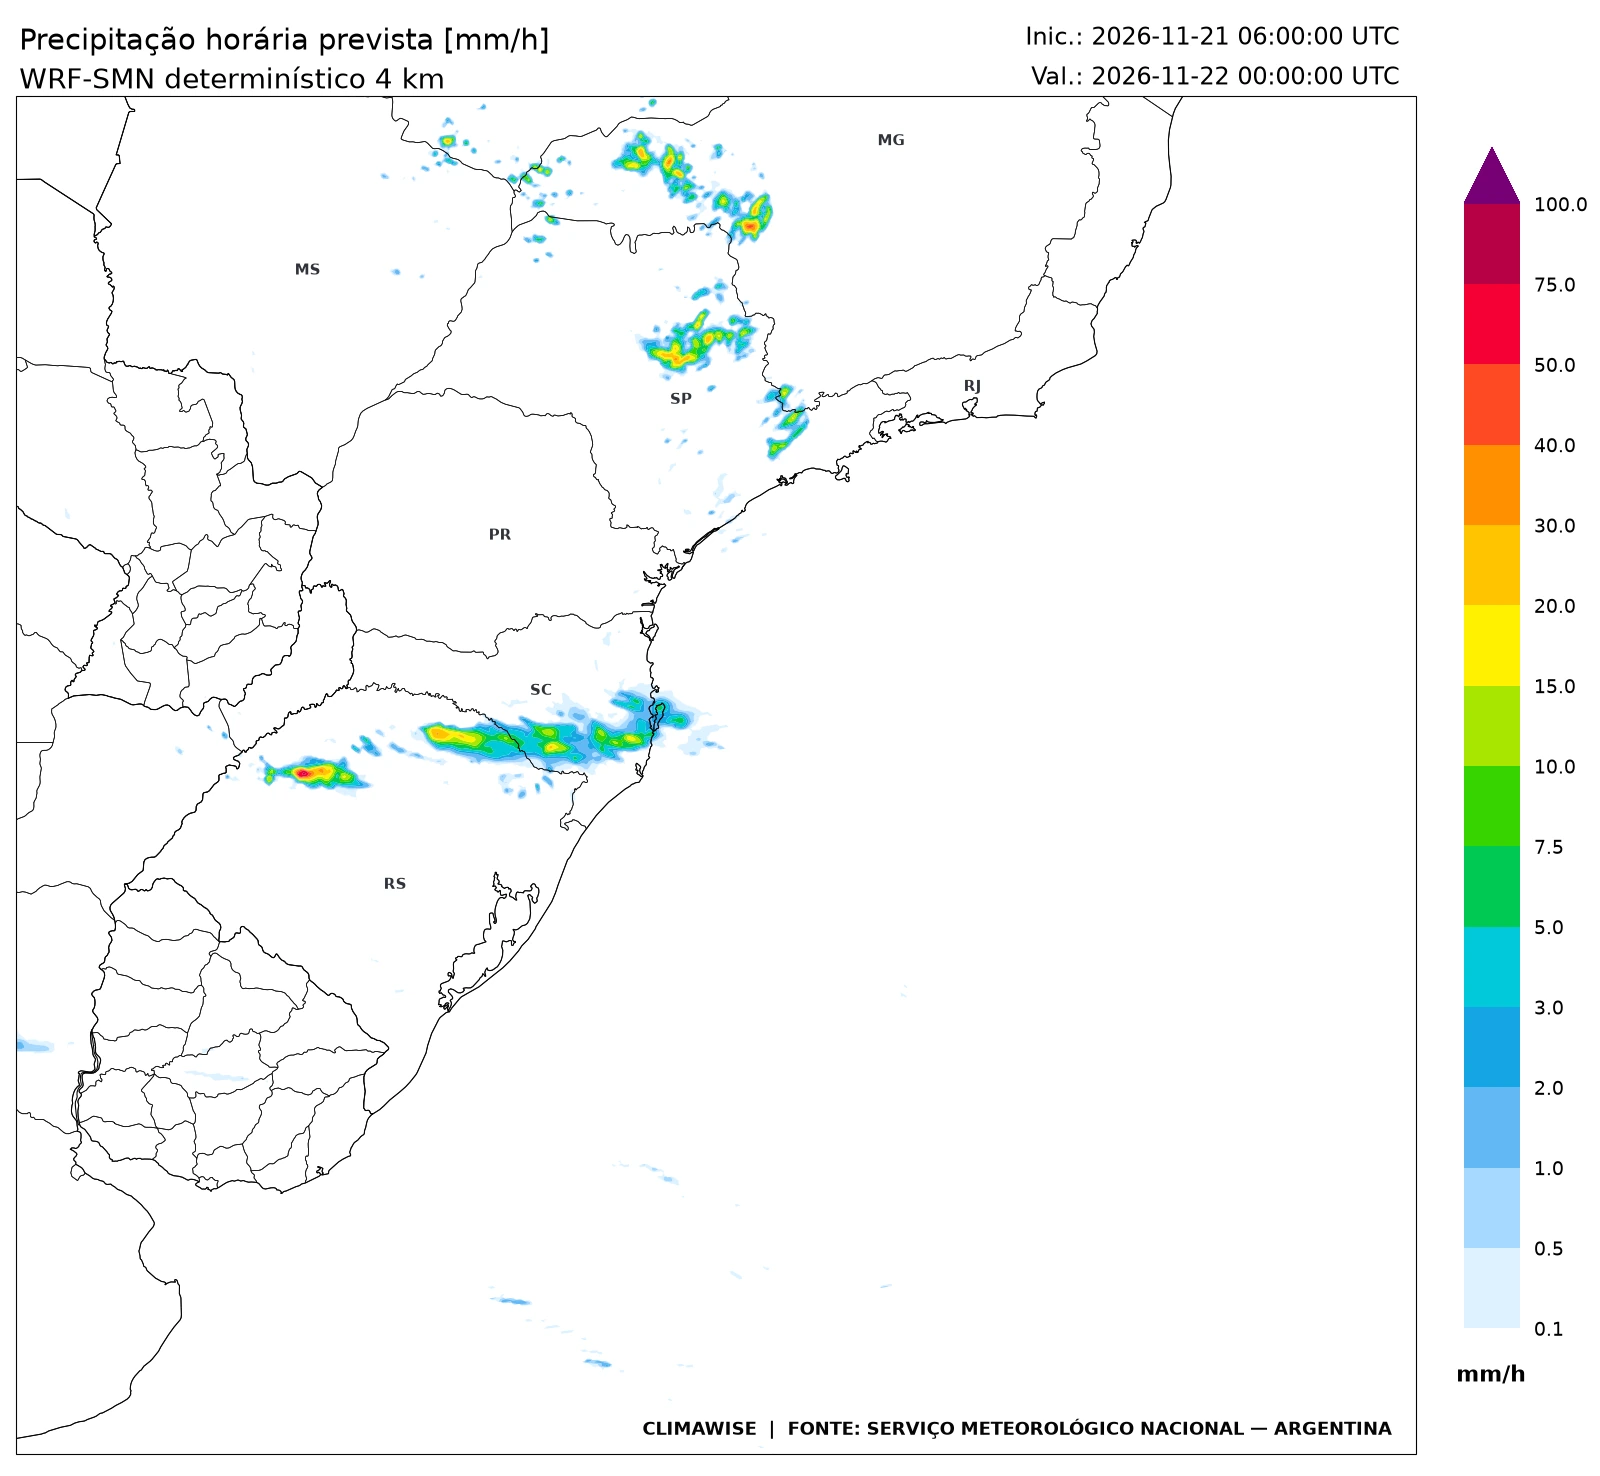 Precipitação horária prevista [mm/h]
WRF-SMN determinístico 4 km
Inic.: 2026-11-21 06:00:00 UTC
Val.: 2026-11-22 00:00:00 UTC
MG
MS
RJ
SP
PR
SC
RS
100.0
75.0
50.0
40.0
30.0
20.0
15.0
10.0
7.5
5.0
3.0
2.0
1.0
0.5
0.1
mm/h
CLIMAWISE | FONTE: SERVIÇO METEOROLÓGICO NACIONAL — ARGENTINA